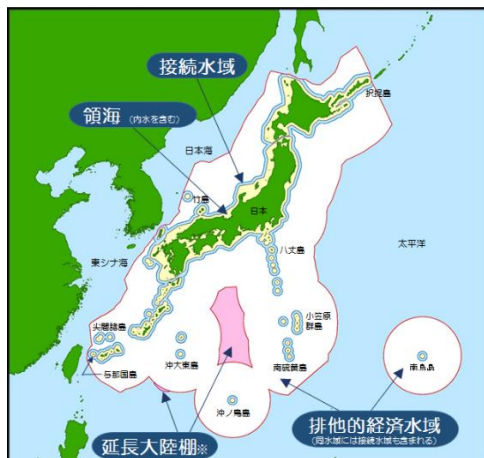 接続水域
択捉島
領海(内水を含む)
日本海
竹島
日本
八丈島
太平洋
東シナ海
尖閣諸島
小笠原
群島
沖大東島
南硫黄島
南鳥島
与那国島
沖ノ鳥島
排他的経済水域
(同水域には接続水域も含まれる)
延長大陸棚※